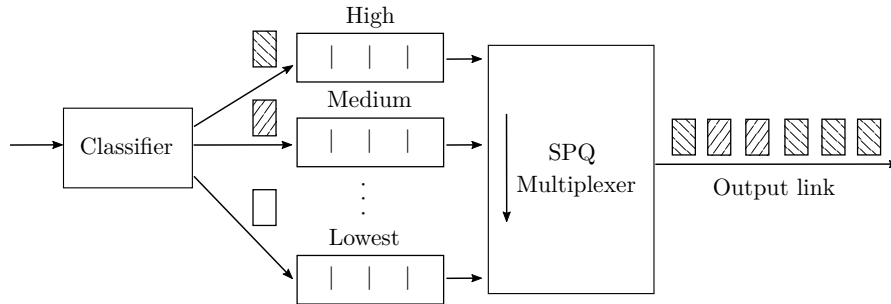 High
Medium
Classifier
SPQ
Multiplexer
Output link
Lowest